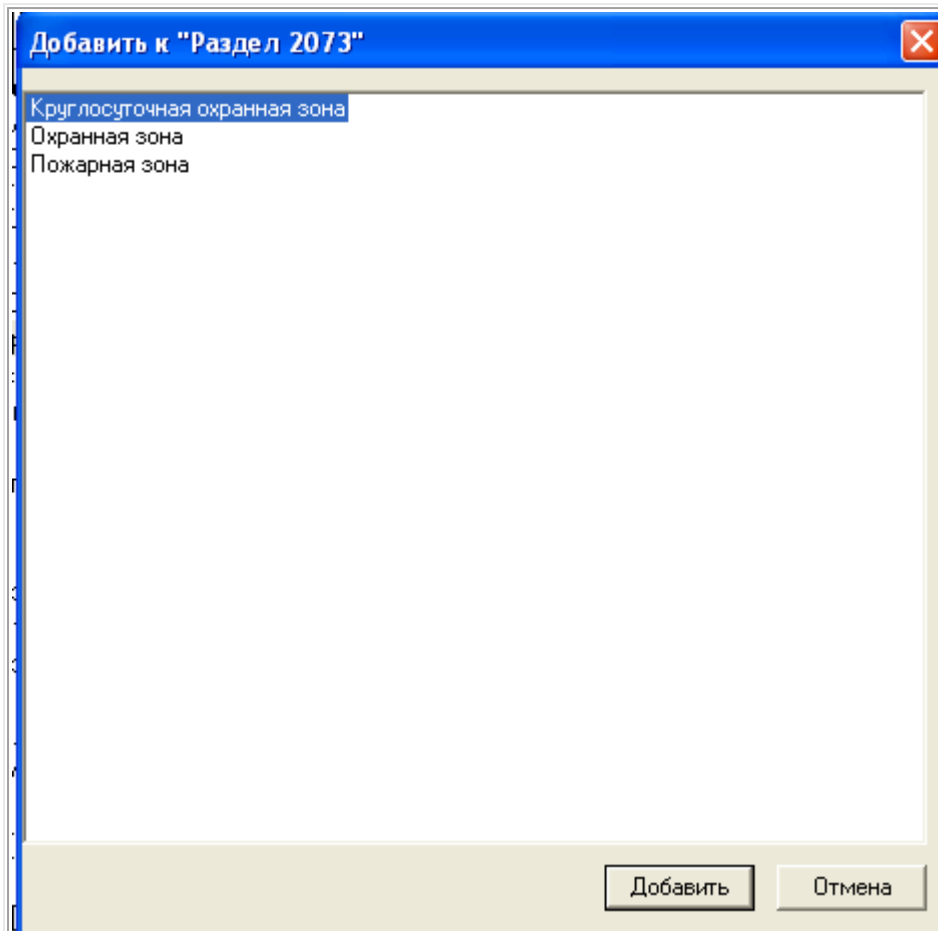 Добавить к "Раздел 2073"
Круглосуточная охранная зона
Охранная зона
Пожарная зона
Добавить
Отмена